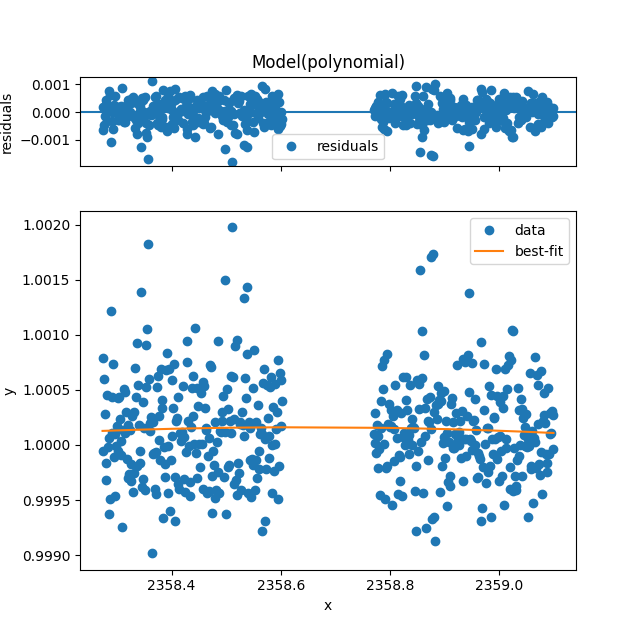 Model(polynomial)
0.001
0.000
−0.001
residuals
residuals
1.0020
1.0015
1.0010
1.0005
1.0000
0.9995
0.9990
y
data
best-fit
2358.4 2358.6 2358.8 2359.0
x